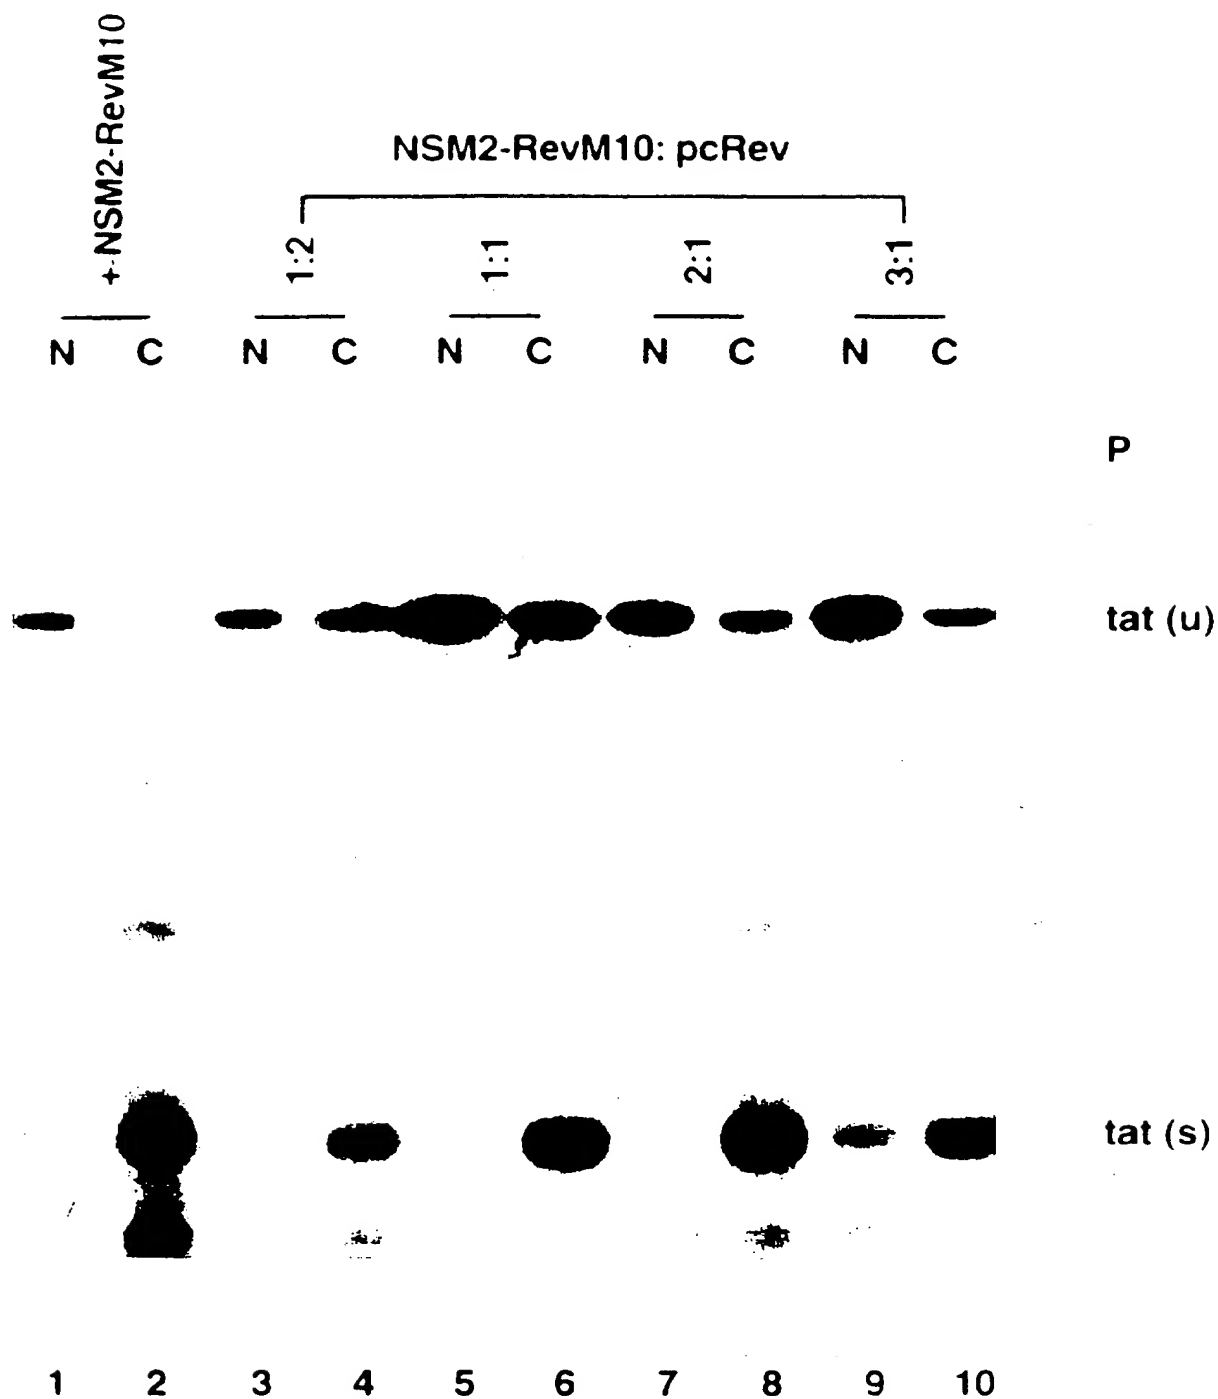 +-NSM2-RevM10
NSM2-RevM10: pcRev
1:2 1:1 2:1 3:1
N C N C N C N C N C
P
tat (u)
tat (s)
1 2 3 4 5 6 7 8 9 10